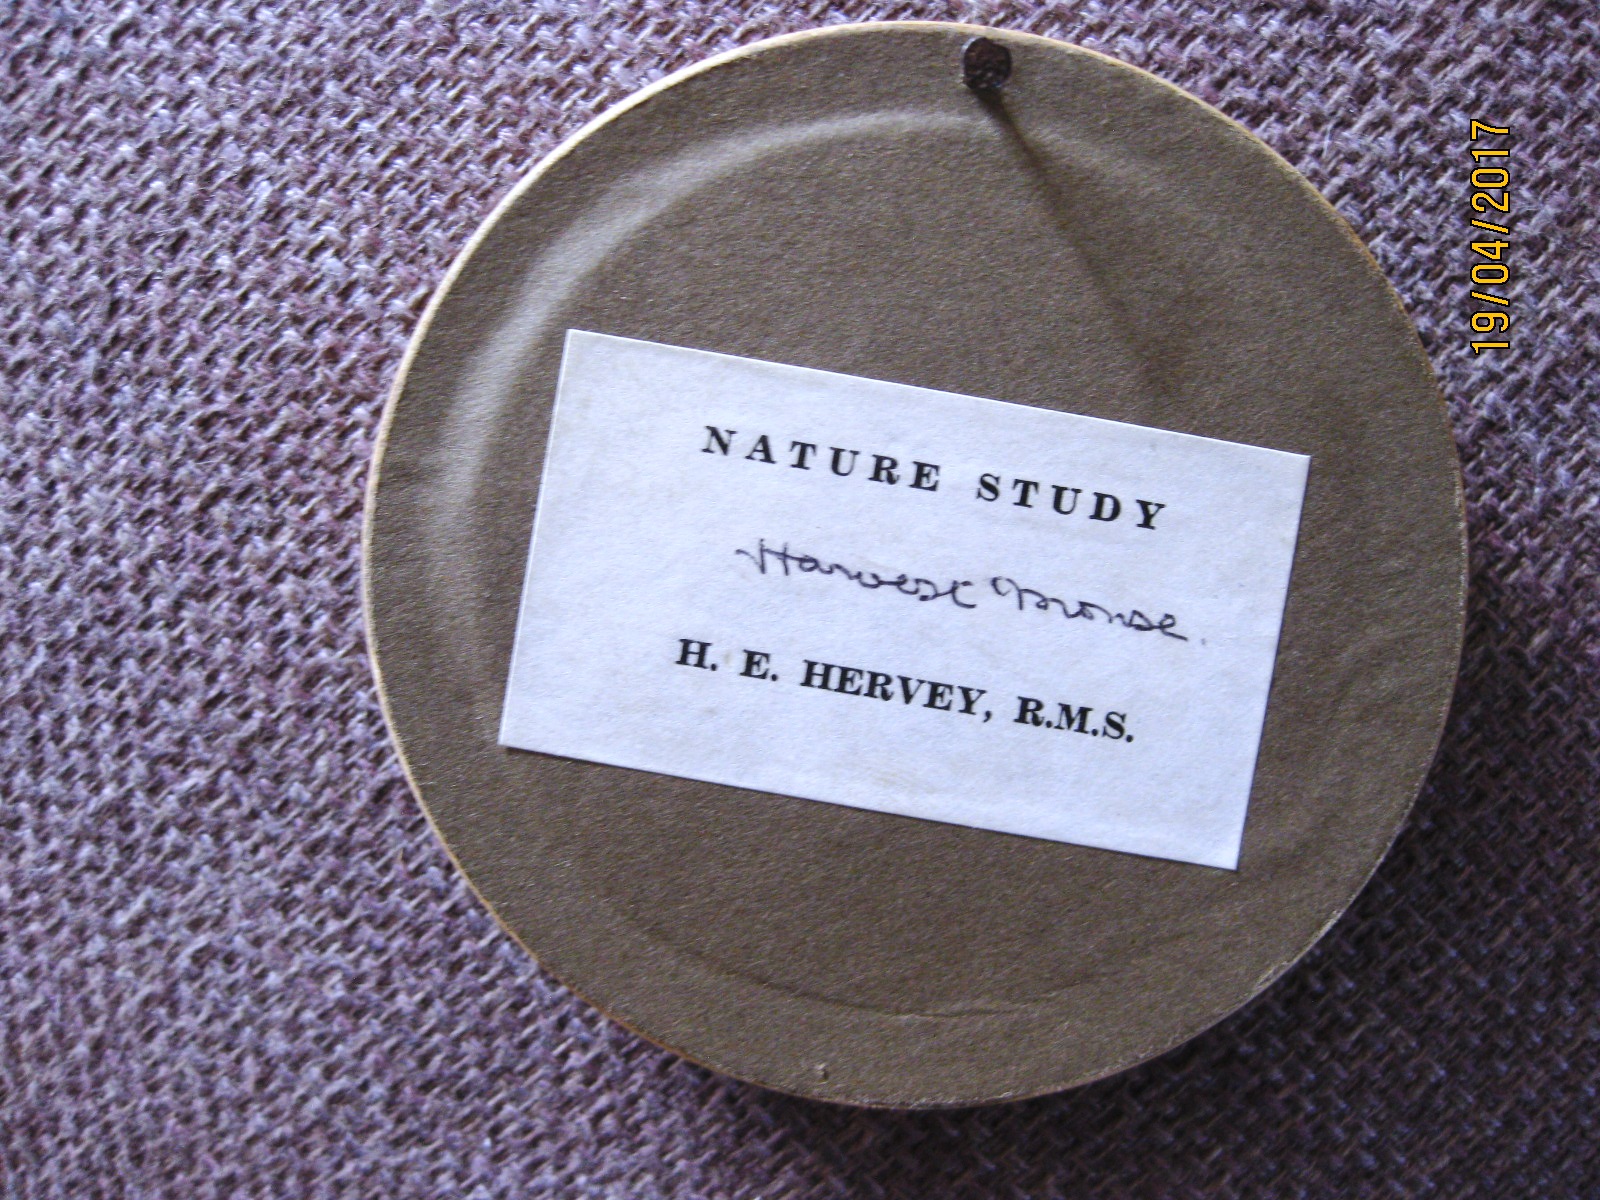 NATURE STUDY
Harvest Mouse.
H. E. HERVEY, R.M.S.
19/04/2017